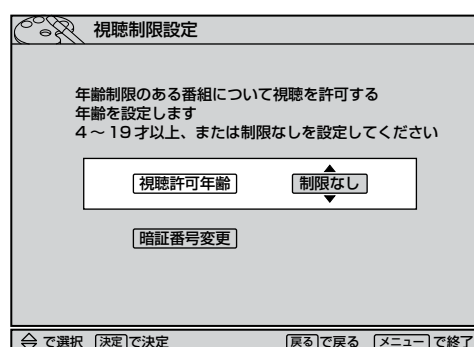 視聴制限設定
年齢制限のある番組について視聴を許可する
年齢を設定します
4～19才以上、または制限なしを設定してください
視聴許可年齢 制限なし
暗証番号変更
で選択 決定で決定 戻るで戻る メニューで終了